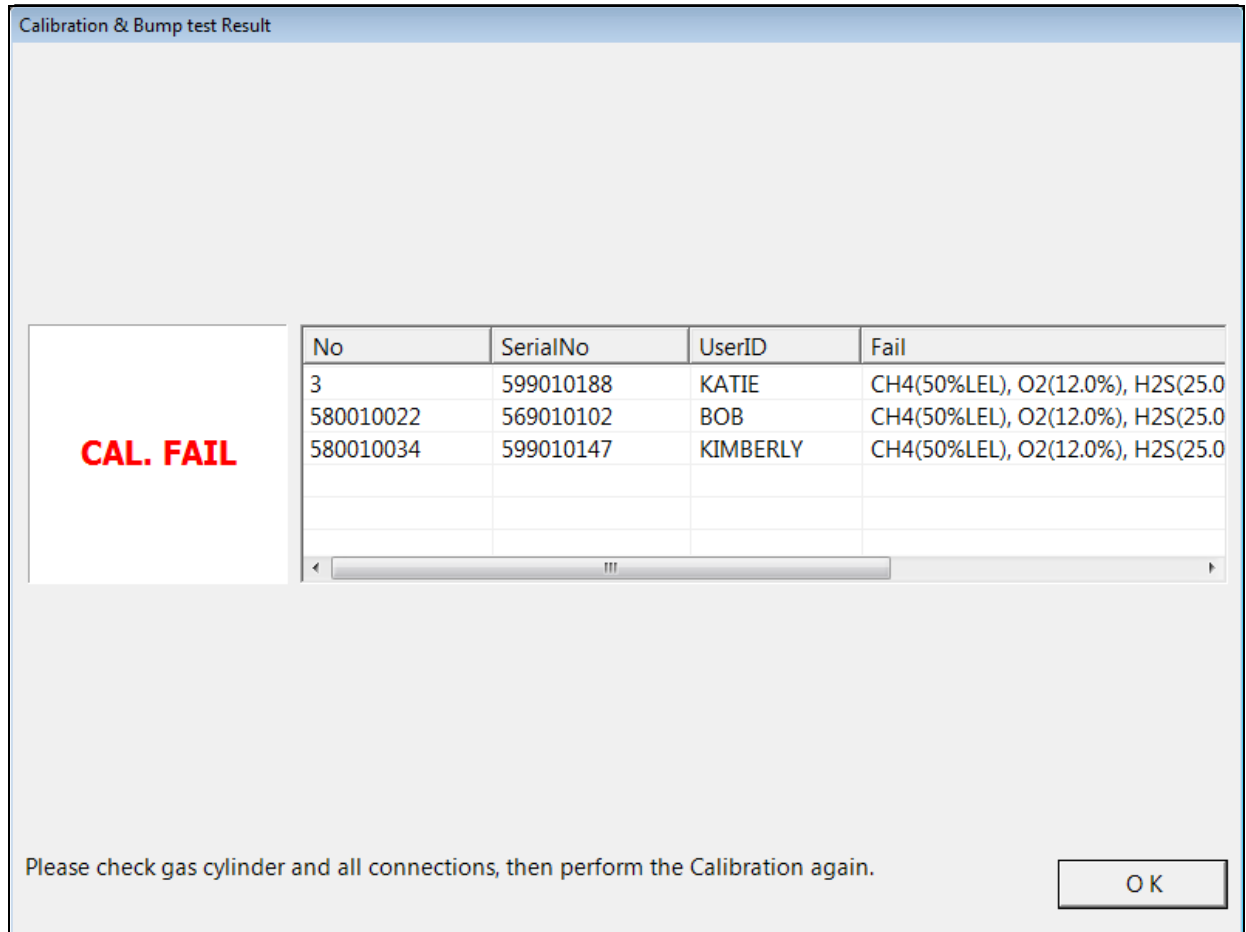 Calibration & Bump test Result
No SerialNo UserID Fail
3 599010188 KATIE CH4(50%LEL), O2(12.0%), H2S(25.0
580010022 569010102 BOB CH4(50%LEL), O2(12.0%), H2S(25.0
CAL. FAIL
580010034 599010147 KIMBERLY CH4(50%LEL), O2(12.0%), H2S(25.0
Please check gas cylinder and all connections, then perform the Calibration again.
O K